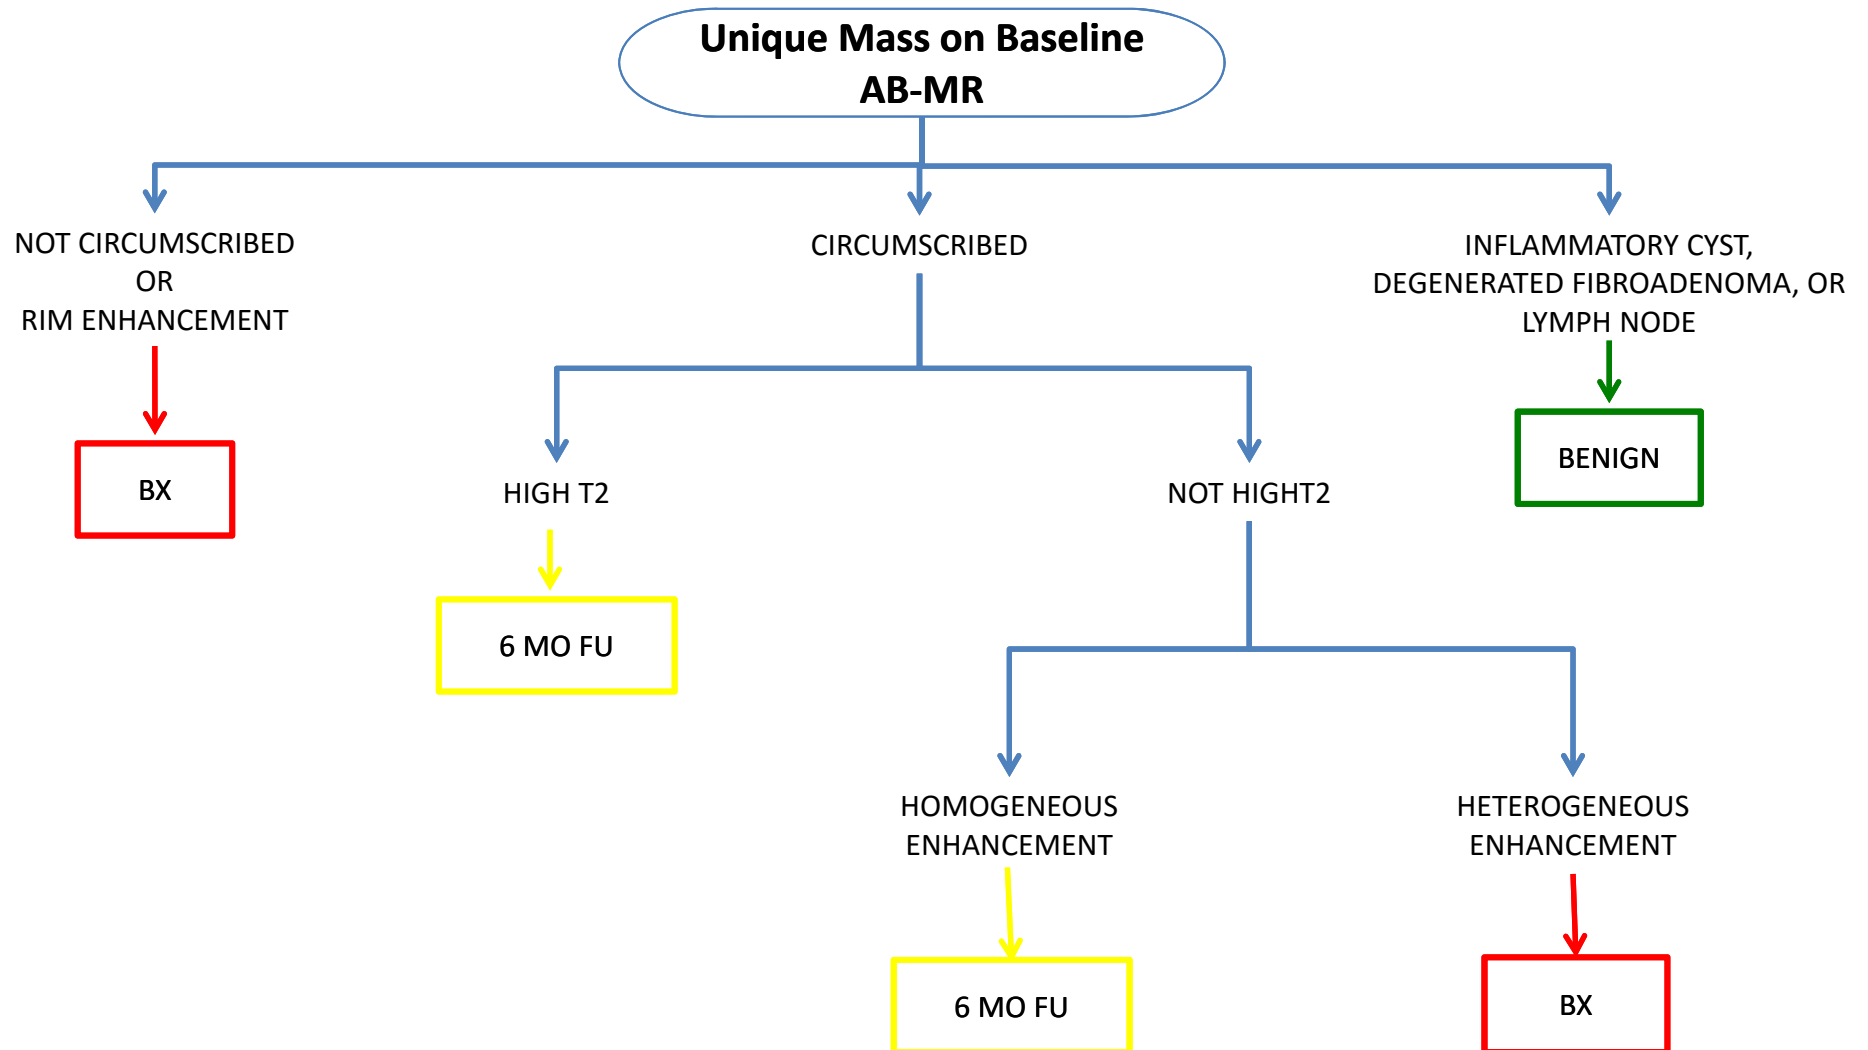 Unique Mass on Baseline
AB-MR
NOT CIRCUMSCRIBED
OR
RIM ENHANCEMENT
CIRCUMSCRIBED
INFLAMMATORY CYST,
DEGENERATED FIBROADENOMA, OR
LYMPH NODE
BX
BENIGN
HIGH T2
NOT HIGHT2
6 MO FU
HOMOGENEOUS
ENHANCEMENT
HETEROGENEOUS
ENHANCEMENT
6 MO FU
BX